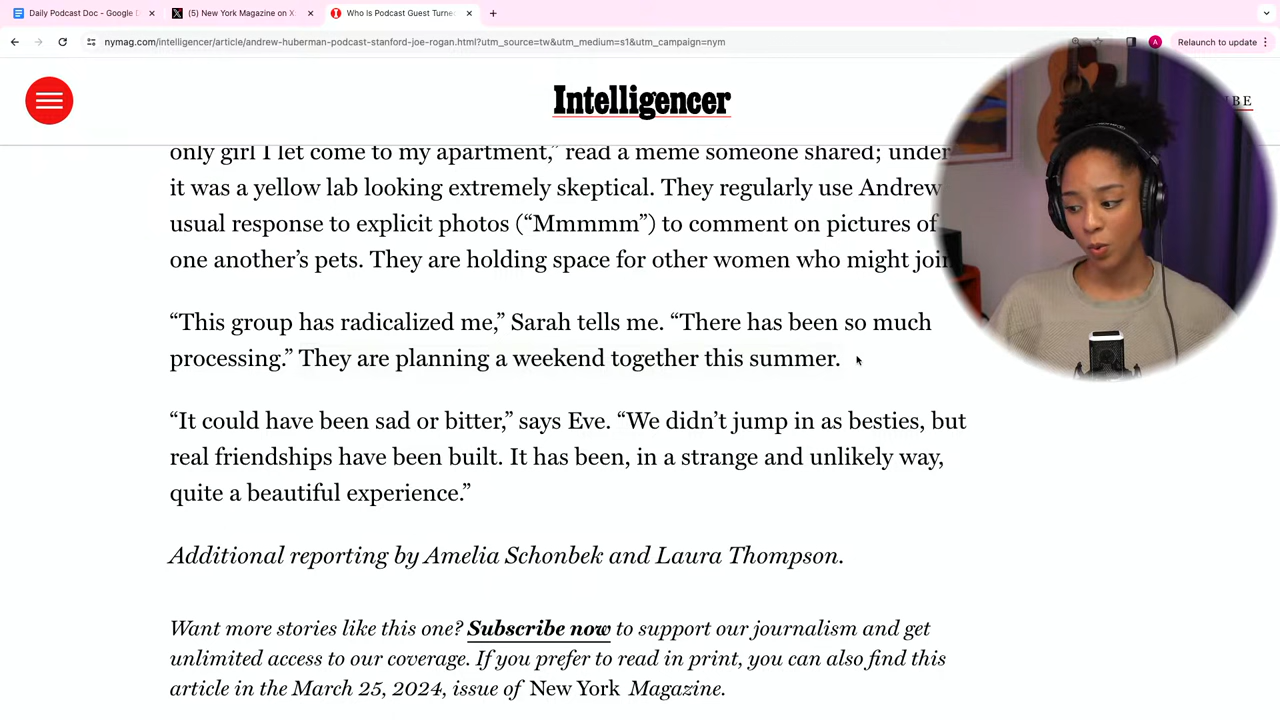 Daily Podcast Doc - Google D
(5) New York Magazine on X:
Who Is Podcast Guest Turne
nymag.com/intelligencer/article/andrew-huberman-podcast-stanford-joe-rogan.html?utm_source=tw&utm_medium=s1&utm_campaign=nym
A
Relaunch to update
Intelligencer
BE
only girl I let come to my apartment,” read a meme someone shared; under
it was a yellow lab looking extremely skeptical. They regularly use Andrew
usual response to explicit photos (“Mmmmm”) to comment on pictures of
one another’s pets. They are holding space for other women who might join
“This group has radicalized me,” Sarah tells me. “There has been so much
processing.” They are planning a weekend together this summer.
“It could have been sad or bitter,” says Eve. “We didn’t jump in as besties, but
real friendships have been built. It has been, in a strange and unlikely way,
quite a beautiful experience.”
Additional reporting by Amelia Schonbek and Laura Thompson.
Want more stories like this one? Subscribe now to support our journalism and get
unlimited access to our coverage. If you prefer to read in print, you can also find this
article in the March 25, 2024, issue of New York Magazine.